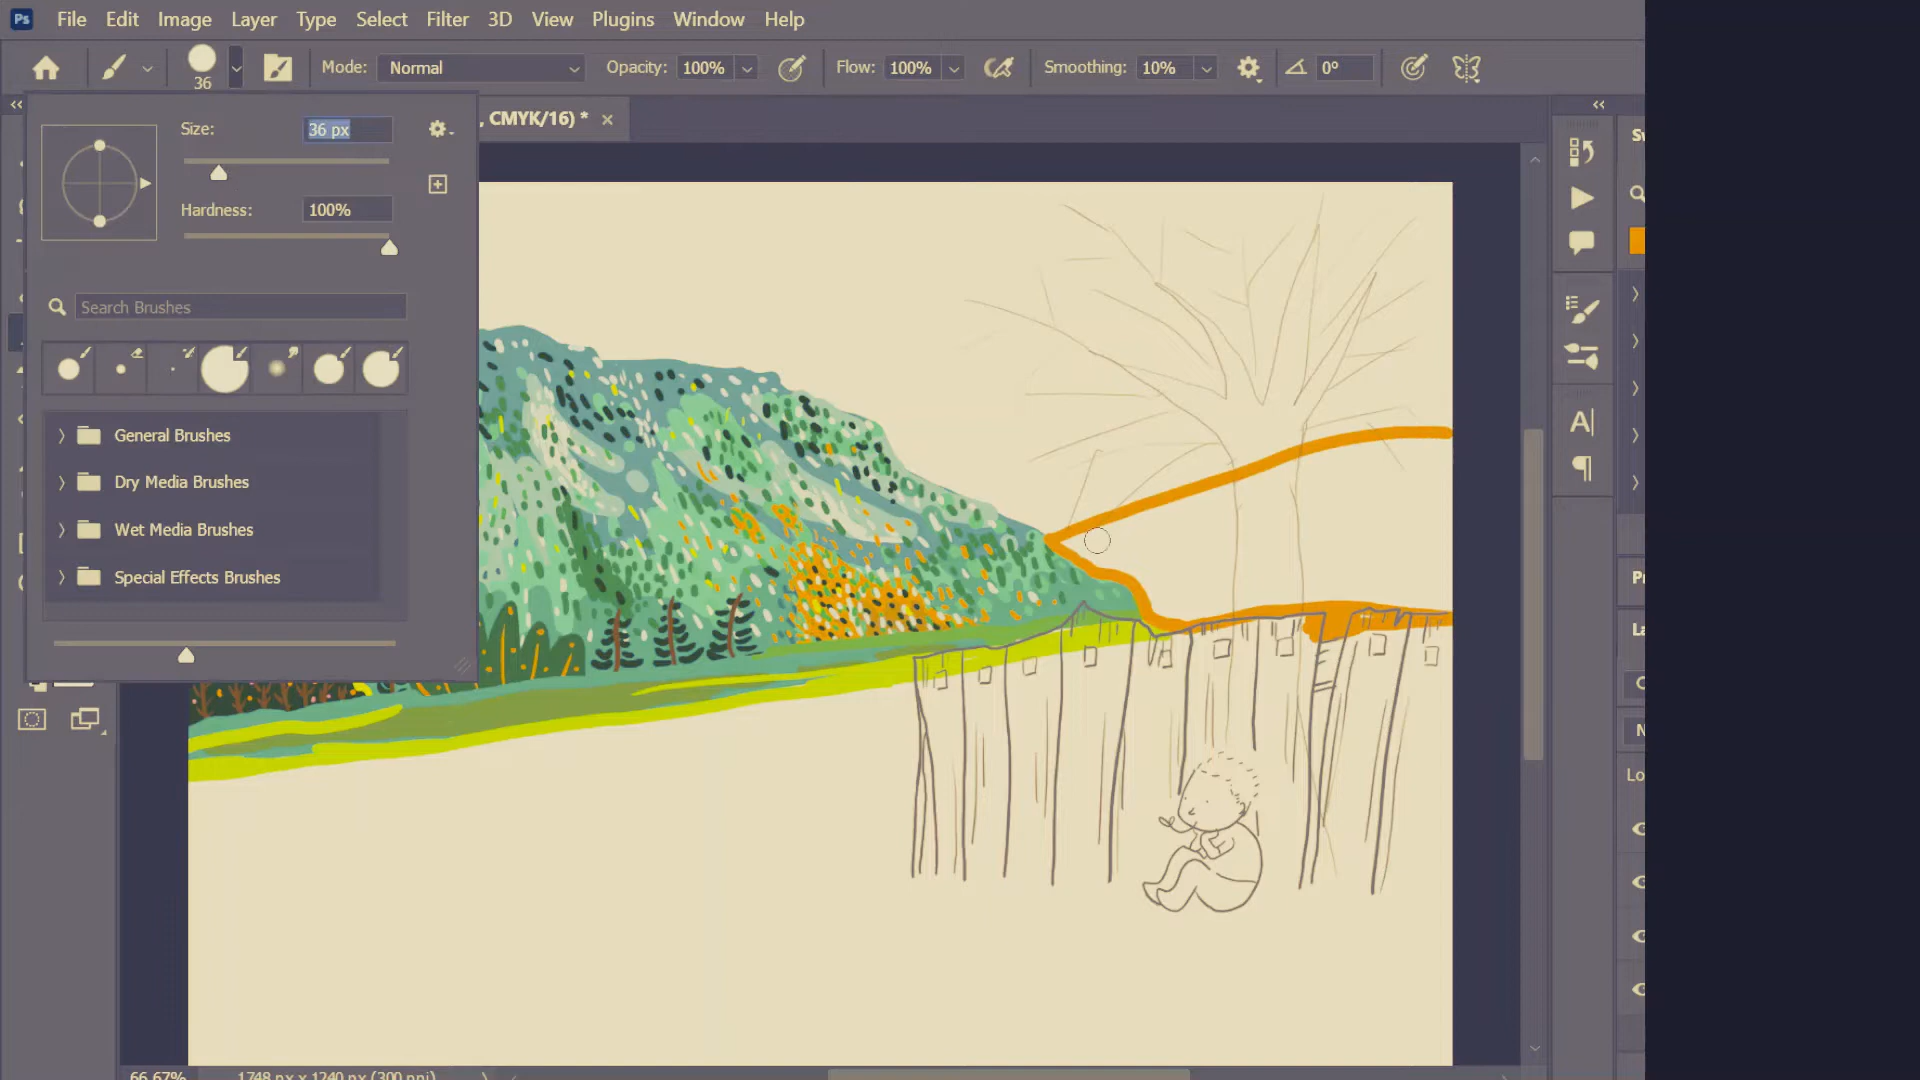 Ps File Edit Image Layer Type Select Filter 3D View Plugins Window Help
36 Mode: Normal Opacity: 100% Flow: 100% Smoothing: 10% 0°
, CMYK/16) *
Size: 36 px
Hardness: 100%
Search Brushes
General Brushes
Dry Media Brushes
Wet Media Brushes
Special Effects Brushes
A
66.67% 1748 px x 1240 px (300 ppi)